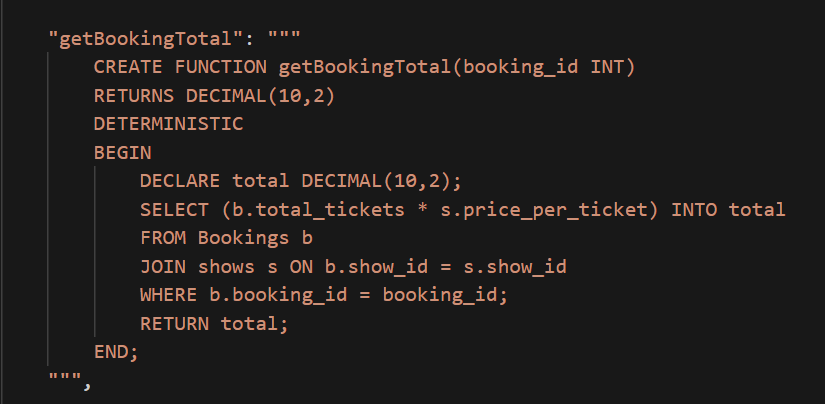 "getBookingTotal": """
CREATE FUNCTION getBookingTotal(booking_id INT)
RETURNS DECIMAL(10,2)
DETERMINISTIC
BEGIN
DECLARE total DECIMAL(10,2);
SELECT (b.total_tickets * s.price_per_ticket) INTO total
FROM Bookings b
JOIN shows s ON b.show_id = s.show_id
WHERE b.booking_id = booking_id;
RETURN total;
END;
""",